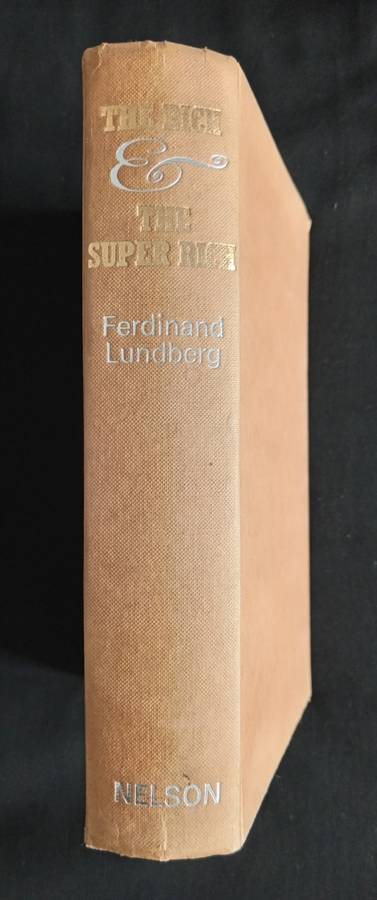 THE RICH
&
THE
SUPER RICH
Ferdinand
Lundberg
NELSON